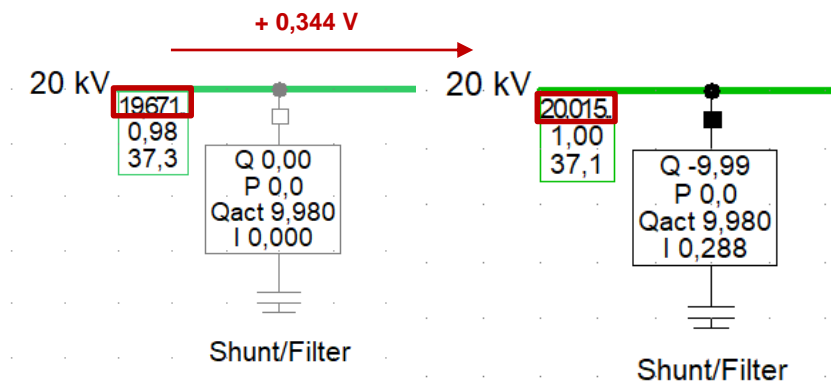 + 0,344 V
20 kV
19671.
0,98
37,3
Q 0,00
P 0,0
Qact 9,980
I 0,000
Shunt/Filter
20 kV
20.015..
1,00
37,1
Q -9,99
P 0,0
Qact 9,980
I 0,288
Shunt/Filter